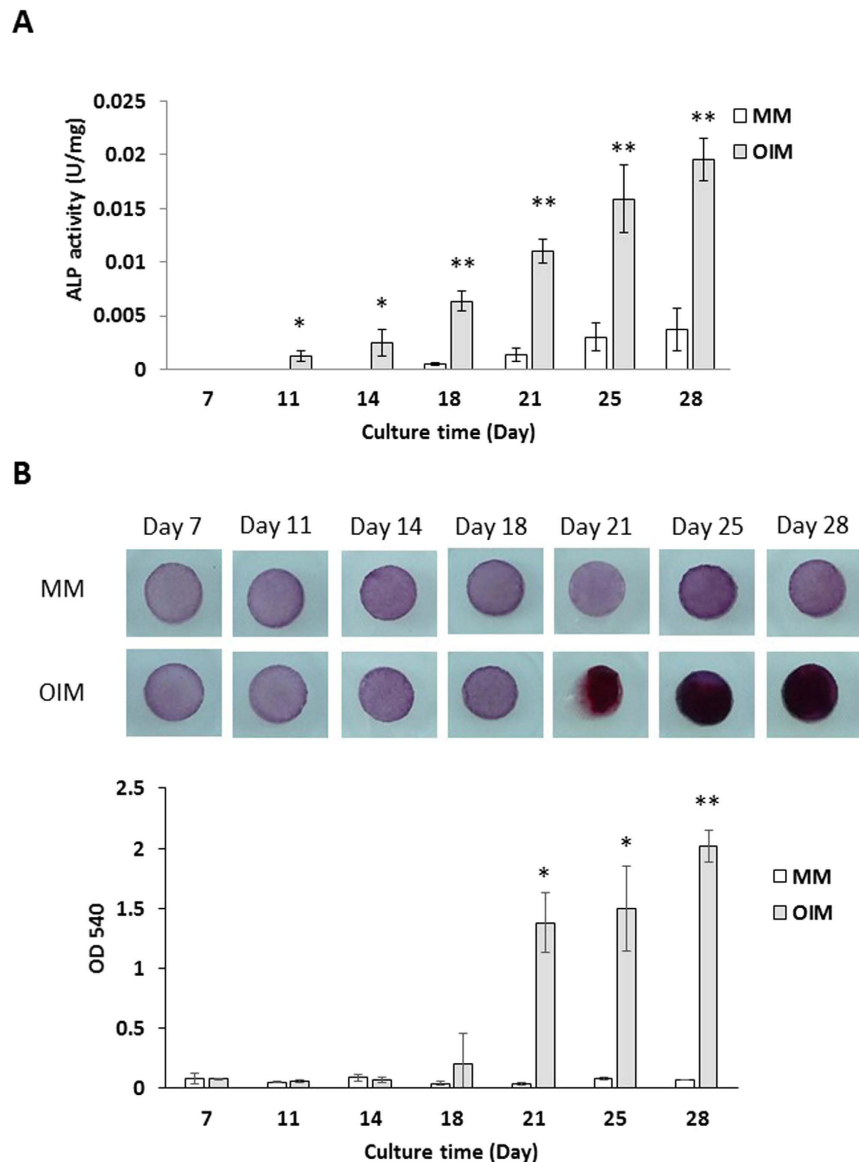 A
ALP activity (U/mg)
0.025
0.02
0.015
0.01
0.005
0
* * ** ** ** **
MM
OIM
7 11 14 18 21 25 28
Culture time (Day)
B
Day 7 Day 11 Day 14 Day 18 Day 21 Day 25 Day 28
MM
OIM
OD 540
2.5
2
1.5
1
0.5
0
* * **
MM
OIM
7 11 14 18 21 25 28
Culture time (Day)